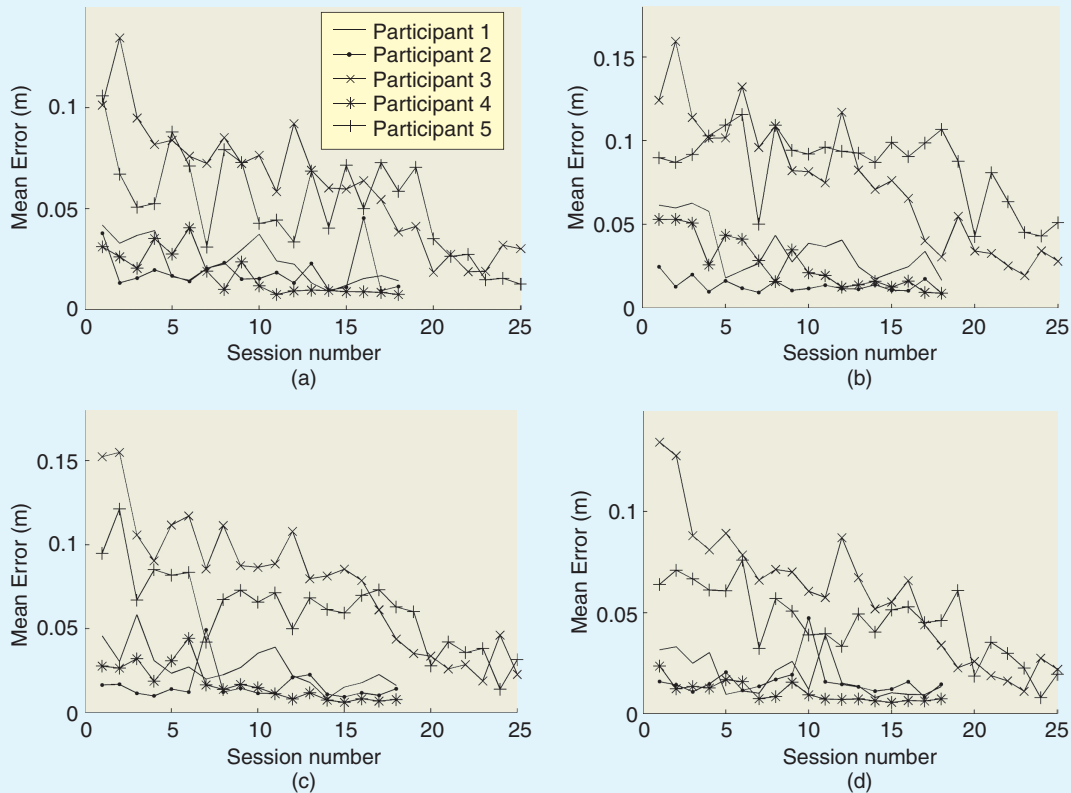 Participant 1
Participant 2
Participant 3
Participant 4
Participant 5
0.1
0.05
0
Mean Error (m)
0 5 10 15 20 25
Session number
(a)
0.15
0.1
0.05
0
Mean Error (m)
0 5 10 15 20 25
Session number
(b)
0.15
0.1
0.05
0
Mean Error (m)
0 5 10 15 20 25
Session number
(c)
0.1
0.05
0
Mean Error (m)
0 5 10 15 20 25
Session number
(d)